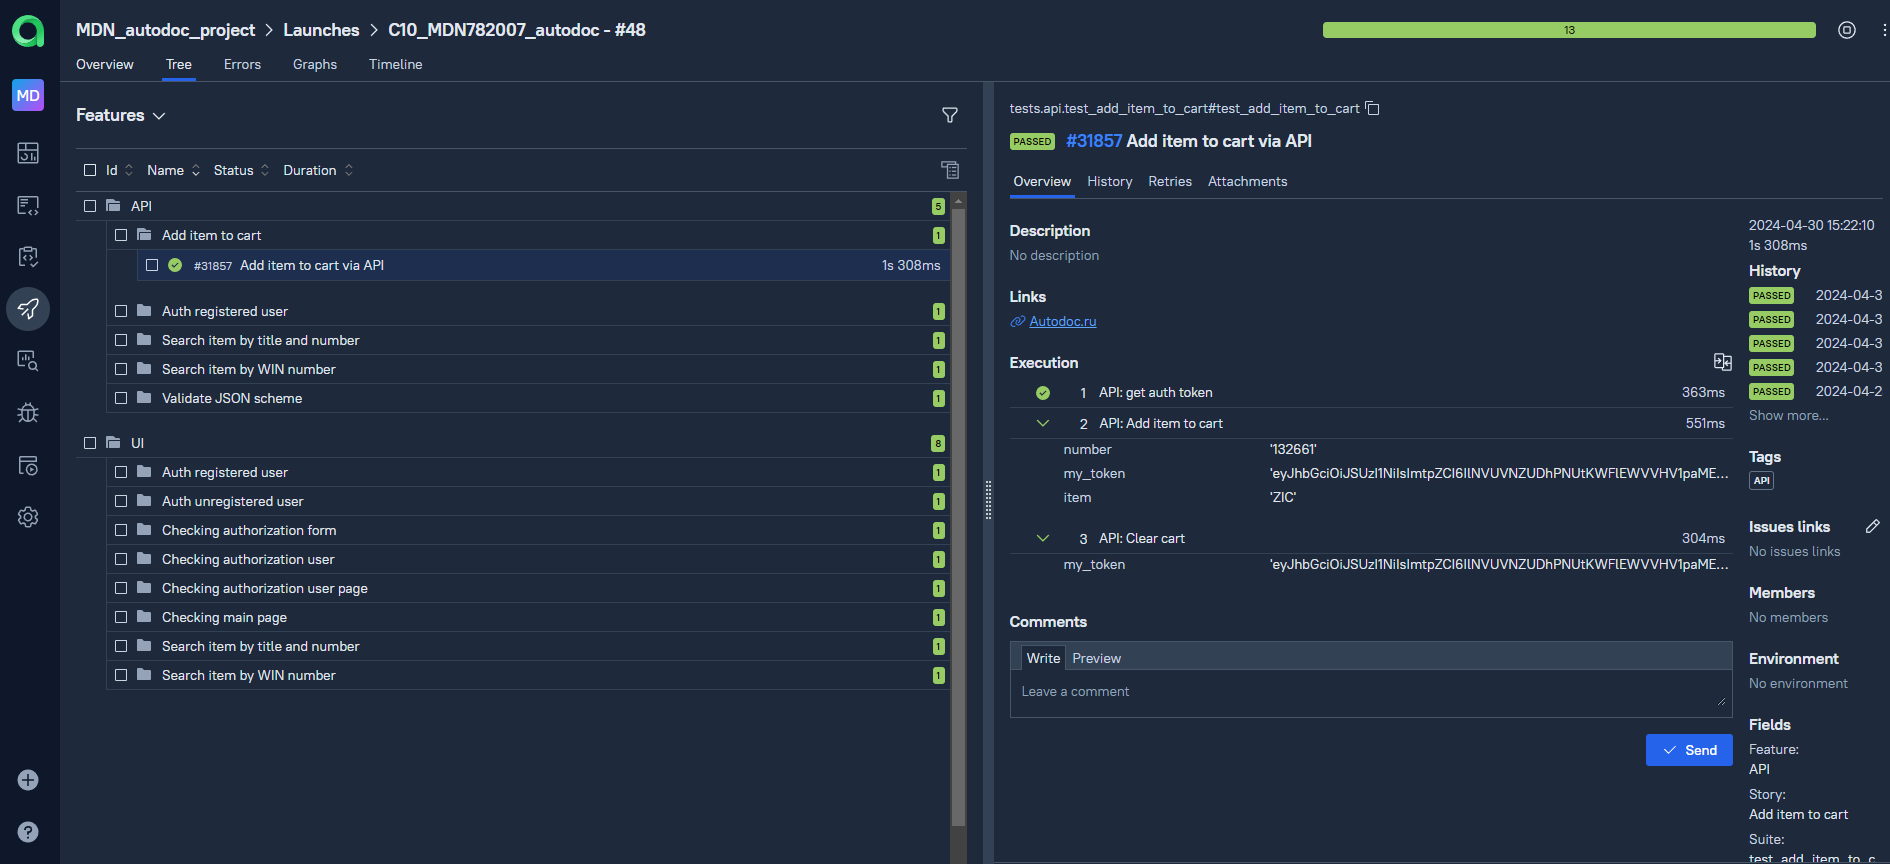 MDN_autodoc_project > Launches > C10_MDN782007_autodoc - #48
13
Overview Tree Errors Graphs Timeline
MD
Features
Id Name Status Duration
API 5
Add item to cart 1
#31857 Add item to cart via API 1s 308ms
Auth registered user 1
Search item by title and number 1
Search item by WIN number 1
Validate JSON scheme 1
UI 8
Auth registered user 1
Auth unregistered user 1
Checking authorization form 1
Checking authorization user 1
Checking authorization user page 1
Checking main page 1
Search item by title and number 1
Search item by WIN number 1
tests.api.test_add_item_to_cart#test_add_item_to_cart
PASSED #31857 Add item to cart via API
Overview History Retries Attachments
Description
No description
Links
Autodoc.ru
Execution
1 API: get auth token 363ms
2 API: Add item to cart 551ms
number '132661'
my_token 'eyJhbGciOiJSUzI1NiIsImtpZCI6IlNVUVNZUDhPNUtKWFlEWVVHV1paME...
item 'ZIC'
3 API: Clear cart 304ms
my_token 'eyJhbGciOiJSUzI1NiIsImtpZCI6IlNVUVNZUDhPNUtKWFlEWVVHV1paME...
Comments
Write Preview
Leave a comment
Send
2024-04-30 15:22:10
1s 308ms
History
PASSED 2024-04-3
PASSED 2024-04-3
PASSED 2024-04-3
PASSED 2024-04-3
PASSED 2024-04-2
Show more...
Tags
API
Issues links
No issues links
Members
No members
Environment
No environment
Fields
Feature:
API
Story:
Add item to cart
Suite:
test_add_item_to_c